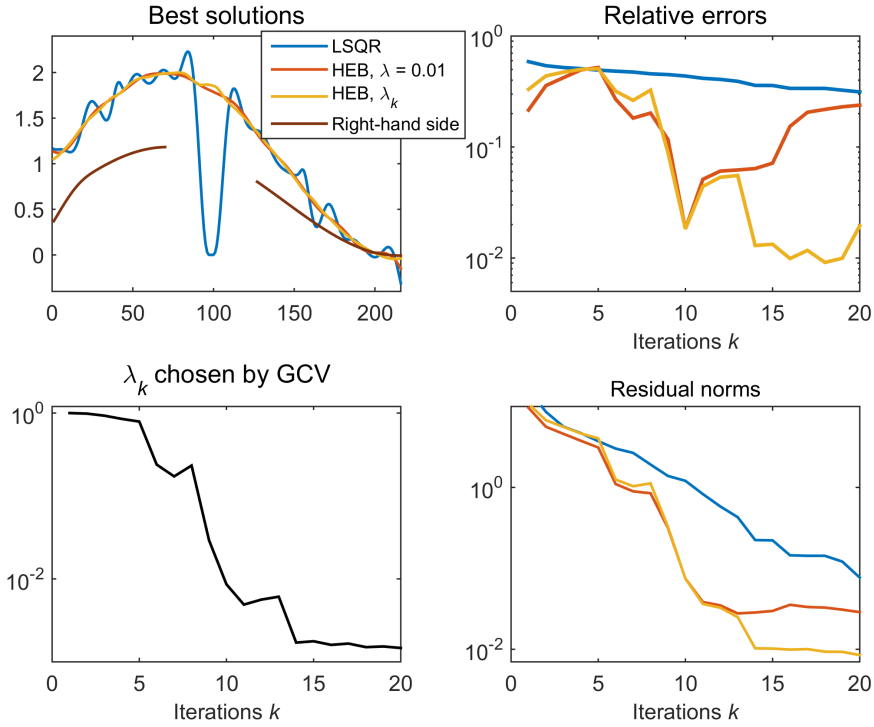 Best solutions
2
1
0
0 50 100 150 200
LSQR
HEB, λ = 0.01
HEB, λ_k
Right-hand side
Relative errors
10^0
10^-1
10^-2
0 5 10 15 20
Iterations k
λ_k chosen by GCV
10^0
10^-2
0 5 10 15 20
Iterations k
Residual norms
10^0
10^-2
0 5 10 15 20
Iterations k